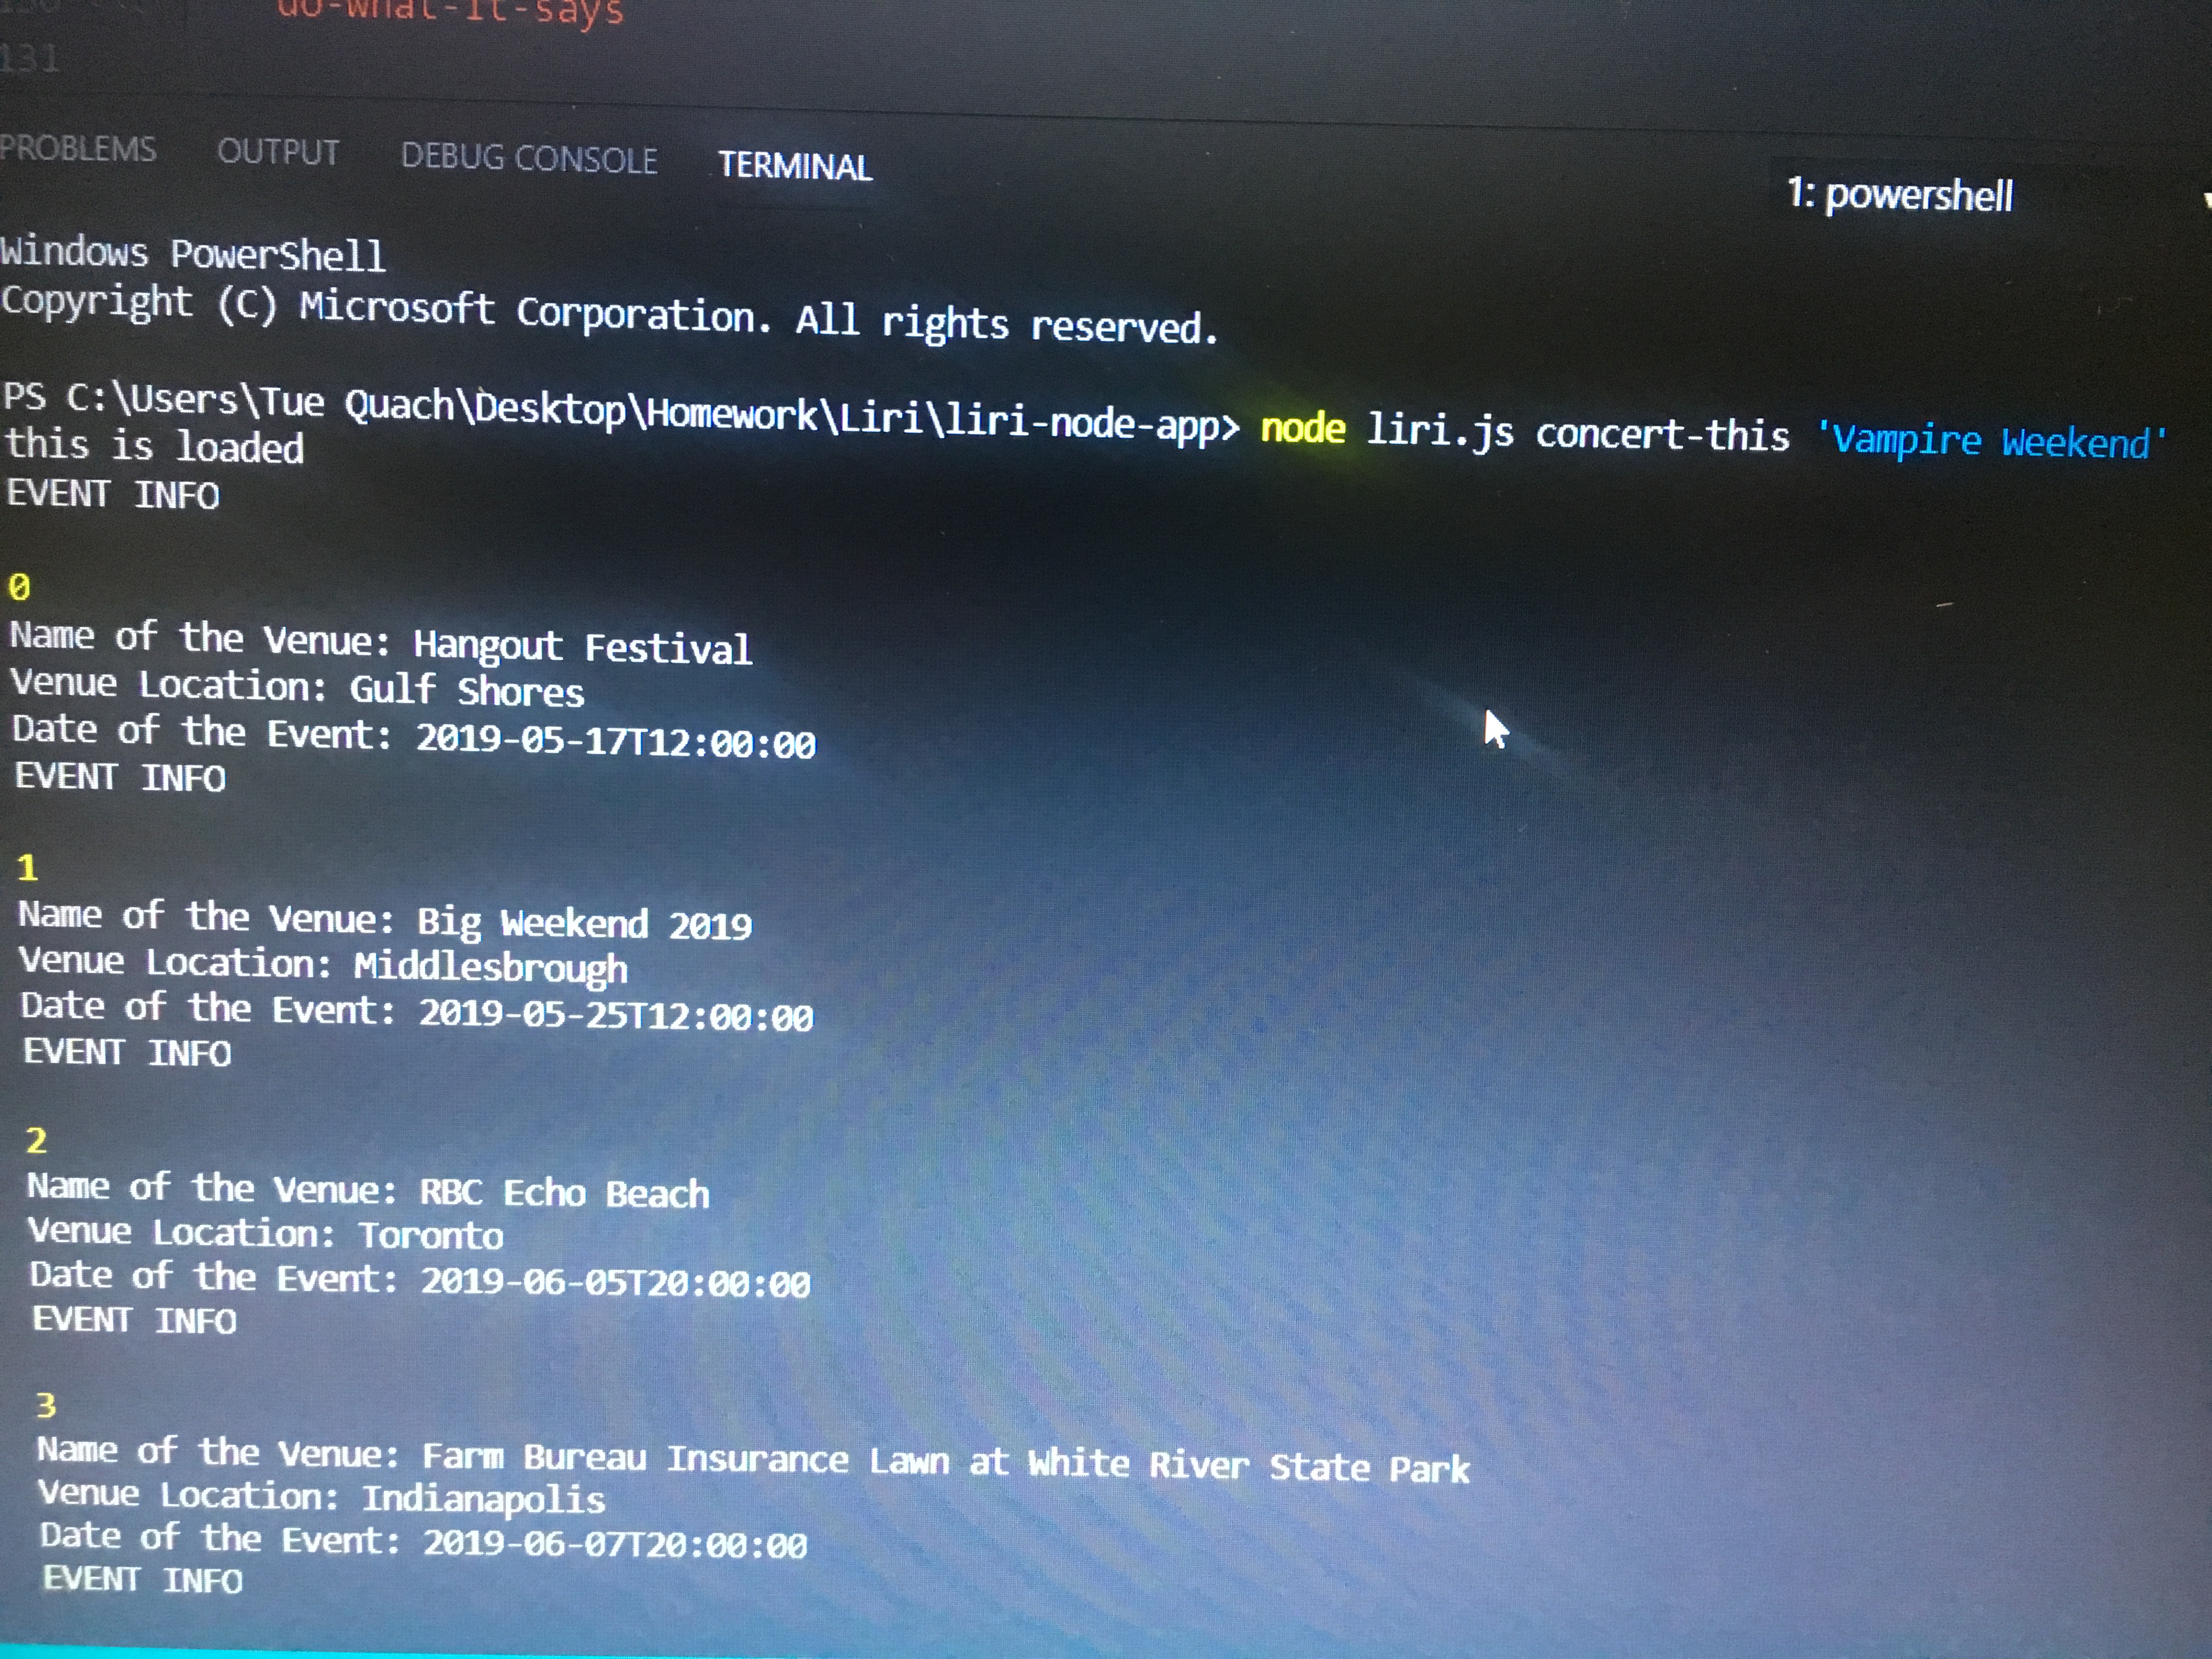 do-what-it-says
131
PROBLEMS OUTPUT DEBUG CONSOLE TERMINAL 1: powershell
Windows PowerShell
Copyright (C) Microsoft Corporation. All rights reserved.
PS C:\Users\Tue Quach\Desktop\Homework\Liri\liri-node-app> node liri.js concert-this 'Vampire Weekend'
this is loaded
EVENT INFO
0
Name of the Venue: Hangout Festival
Venue Location: Gulf Shores
Date of the Event: 2019-05-17T12:00:00
EVENT INFO
1
Name of the Venue: Big Weekend 2019
Venue Location: Middlesbrough
Date of the Event: 2019-05-25T12:00:00
EVENT INFO
2
Name of the Venue: RBC Echo Beach
Venue Location: Toronto
Date of the Event: 2019-06-05T20:00:00
EVENT INFO
3
Name of the Venue: Farm Bureau Insurance Lawn at White River State Park
Venue Location: Indianapolis
Date of the Event: 2019-06-07T20:00:00
EVENT INFO